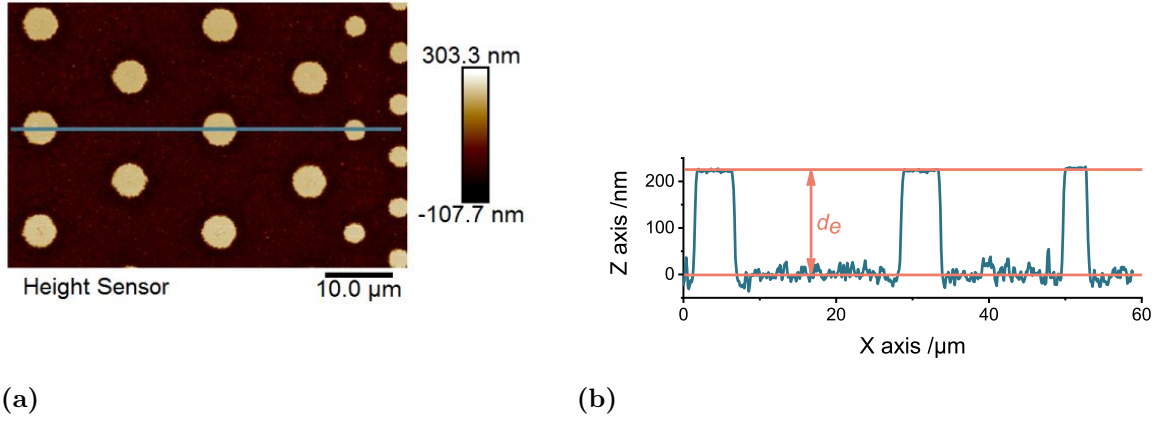 303.3 nm
-107.7 nm
Height Sensor
10.0 µm
(a)
Z axis /nm
200
100
0
de
0
20
40
60
X axis /µm
(b)